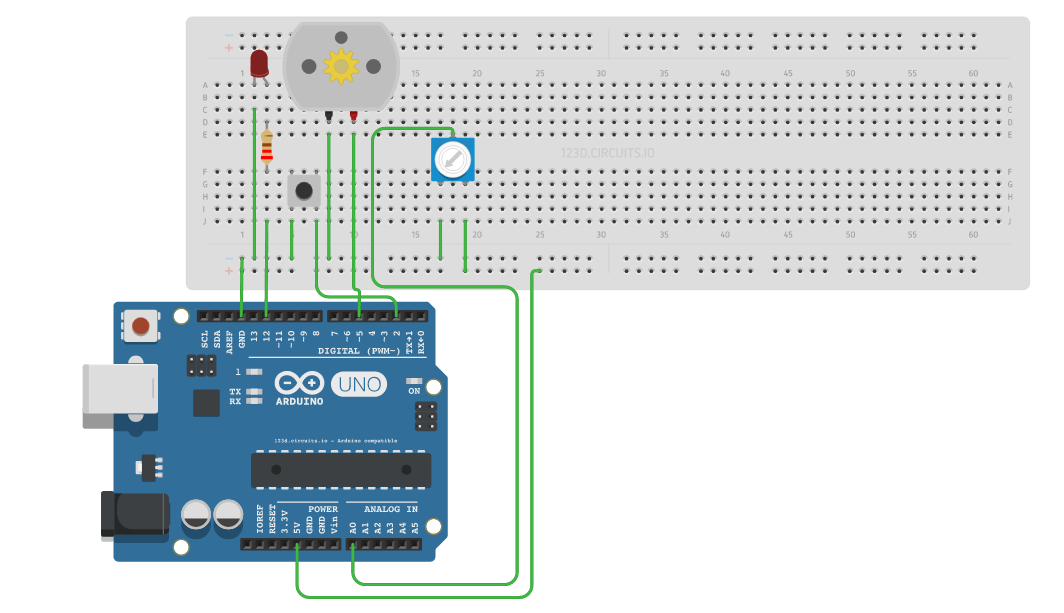 − −
+ +
1 15 20 25 30 35 40 45 50 55 60
A A
B B
C C
D D
E E
123D.CIRCUITS.IO
F F
G G
H H
I I
J J
1 10 15 20 25 30 35 40 45 50 55 60
− −
+ +
SCL SDA AREF GND 13 12 ~11 ~10 ~9 8 7 ~6 ~5 4 ~3 2 TX→1 RX←0
DIGITAL (PWM~)
l
TX
RX
ARDUINO
UNO
ON
123d.circuits.io - Arduino compatible
POWER ANALOG IN
IOREF RESET 3.3V 5V GND GND Vin A0 A1 A2 A3 A4 A5